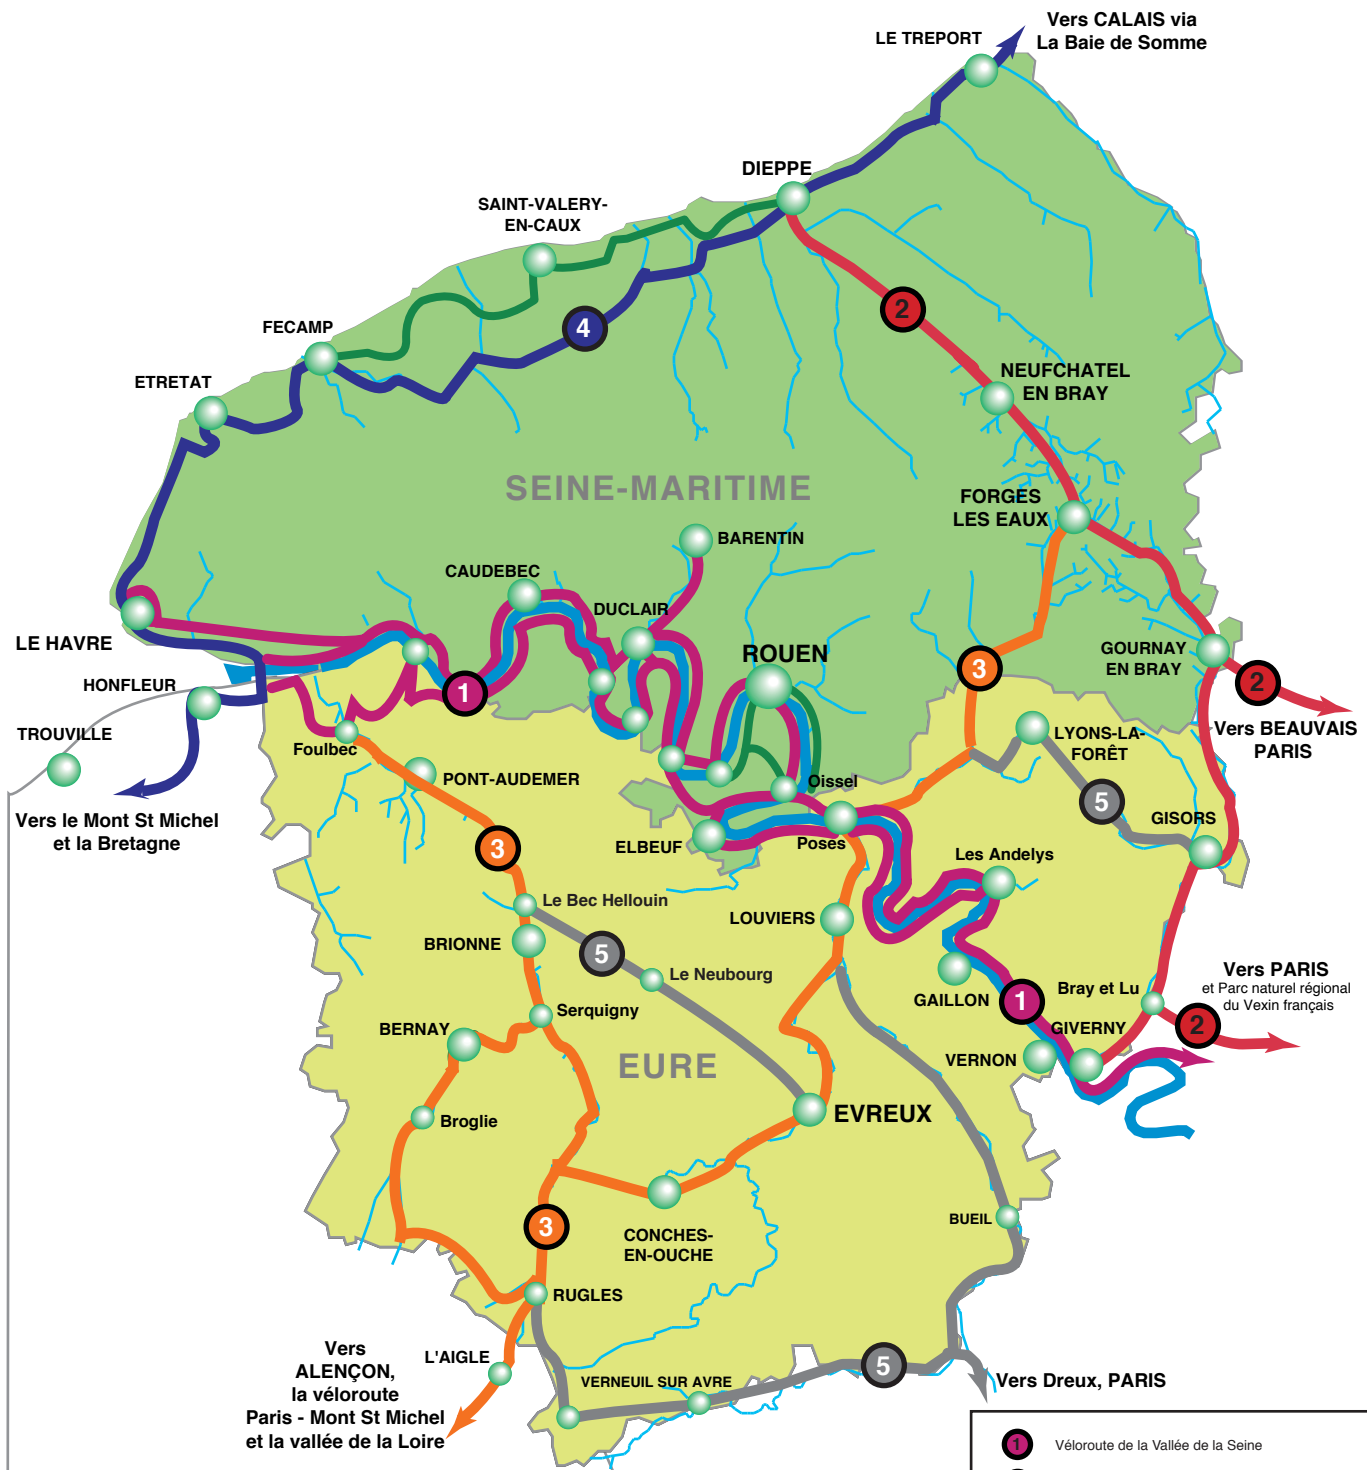 Vers CALAIS via
La Baie de Somme
LE TREPORT
DIEPPE
SAINT-VALERY-
EN-CAUX
2
4
FECAMP
NEUFCHATEL
EN BRAY
ETRETAT
SEINE-MARITIME
FORGES
LES EAUX
BARENTIN
CAUDEBEC
DUCLAIR
LE HAVRE
ROUEN
GOURNAY
EN BRAY
3
2
HONFLEUR
1
Vers BEAUVAIS
PARIS
TROUVILLE
Foulbec
LYONS-LA-
FORÊT
PONT-AUDEMER
Oissel
5
Vers le Mont St Michel
et la Bretagne
GISORS
3
ELBEUF
Poses
Les Andelys
Le Bec Hellouin
LOUVIERS
BRIONNE
5
Le Neubourg
Vers PARIS
et Parc naturel régional
du Vexin français
GAILLON
1
Bray et Lu
Serquigny
2
BERNAY
GIVERNY
VERNON
EURE
Broglie
EVREUX
3
CONCHES-
EN-OUCHE
BUEIL
RUGLES
Vers
ALENÇON,
la véloroute
Paris - Mont St Michel
et la vallée de la Loire
L'AIGLE
5
VERNEUIL SUR AVRE
Vers Dreux, PARIS
1 Véloroute de la Vallée de la Seine